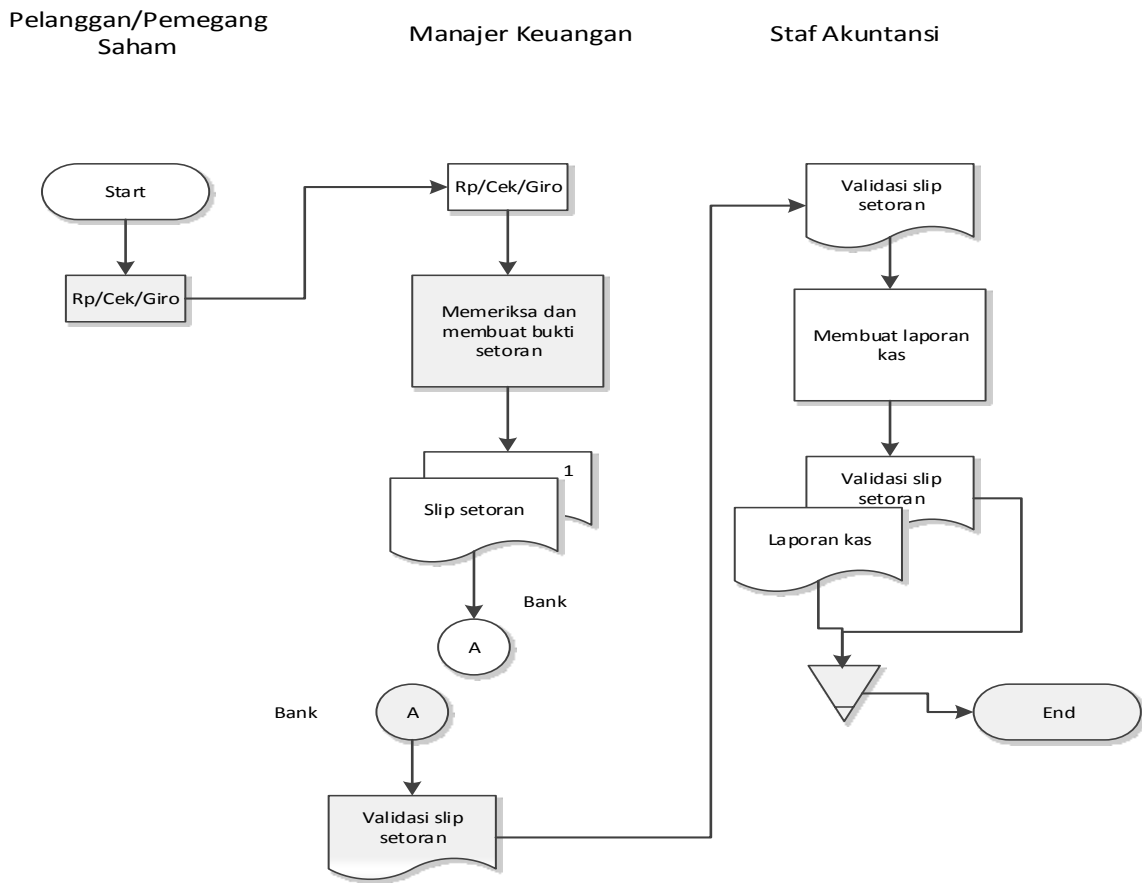 Pelanggan/Pemegang
Saham
Manajer Keuangan
Staf Akuntansi
Start
Rp/Cek/Giro
Rp/Cek/Giro
Memeriksa dan
membuat bukti
setoran
1
Slip setoran
Bank
A
Bank
A
Validasi slip
setoran
Validasi slip
setoran
Membuat laporan
kas
Validasi slip
setoran
Laporan kas
End